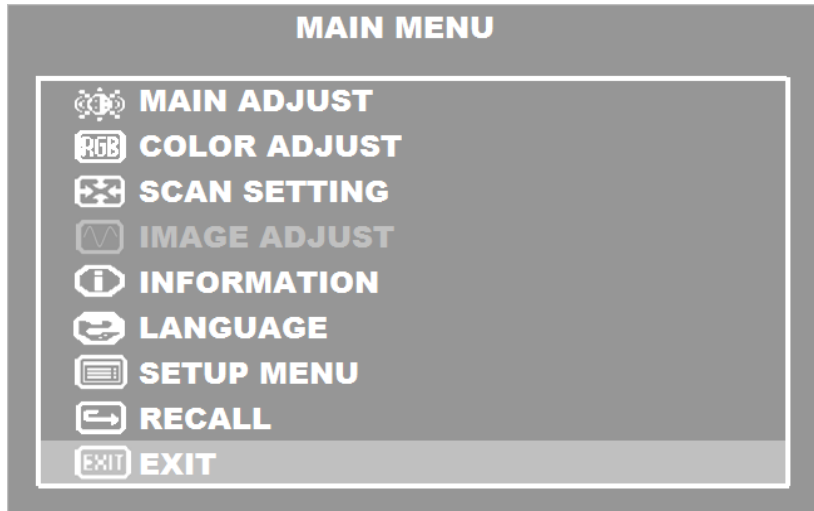 MAIN MENU
MAIN ADJUST
RGB COLOR ADJUST
SCAN SETTING
IMAGE ADJUST
i INFORMATION
LANGUAGE
SETUP MENU
RECALL
EXIT EXIT